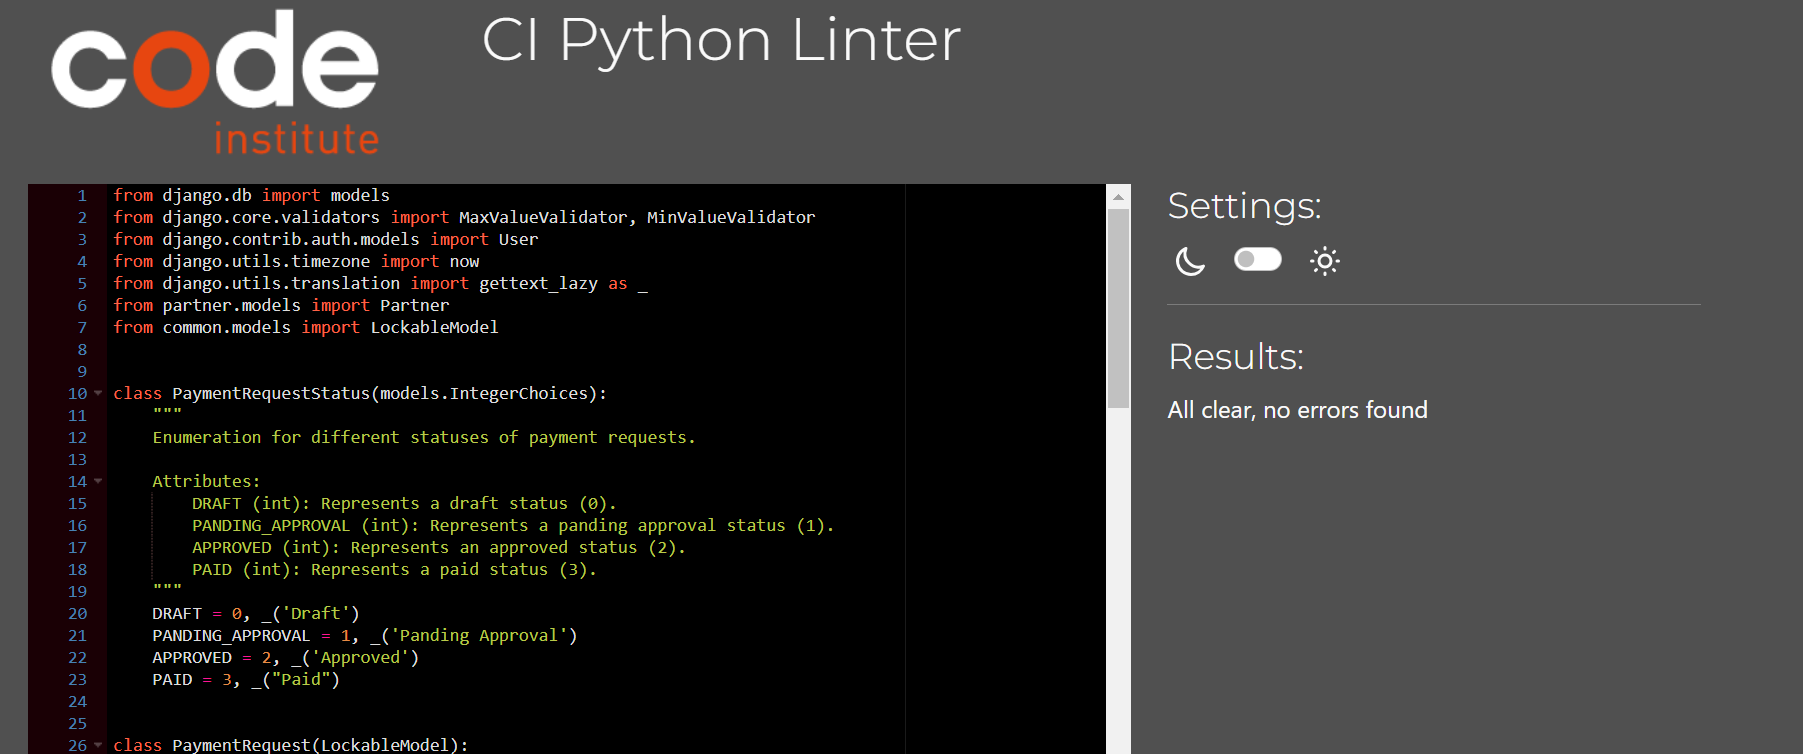 code
institute
CI Python Linter
1 from django.db import models
2 from django.core.validators import MaxValueValidator, MinValueValidator
3 from django.contrib.auth.models import User
4 from django.utils.timezone import now
5 from django.utils.translation import gettext_lazy as _
6 from partner.models import Partner
7 from common.models import LockableModel
8
9
10 class PaymentRequestStatus(models.IntegerChoices):
11     """
12     Enumeration for different statuses of payment requests.
13
14     Attributes:
15         DRAFT (int): Represents a draft status (0).
16         PANDING_APPROVAL (int): Represents a panding approval status (1).
17         APPROVED (int): Represents an approved status (2).
18         PAID (int): Represents a paid status (3).
19     """
20     DRAFT = 0, _('Draft')
21     PANDING_APPROVAL = 1, _('Panding Approval')
22     APPROVED = 2, _('Approved')
23     PAID = 3, _("Paid")
24
25
26 class PaymentRequest(LockableModel):
Settings:
Results:
All clear, no errors found